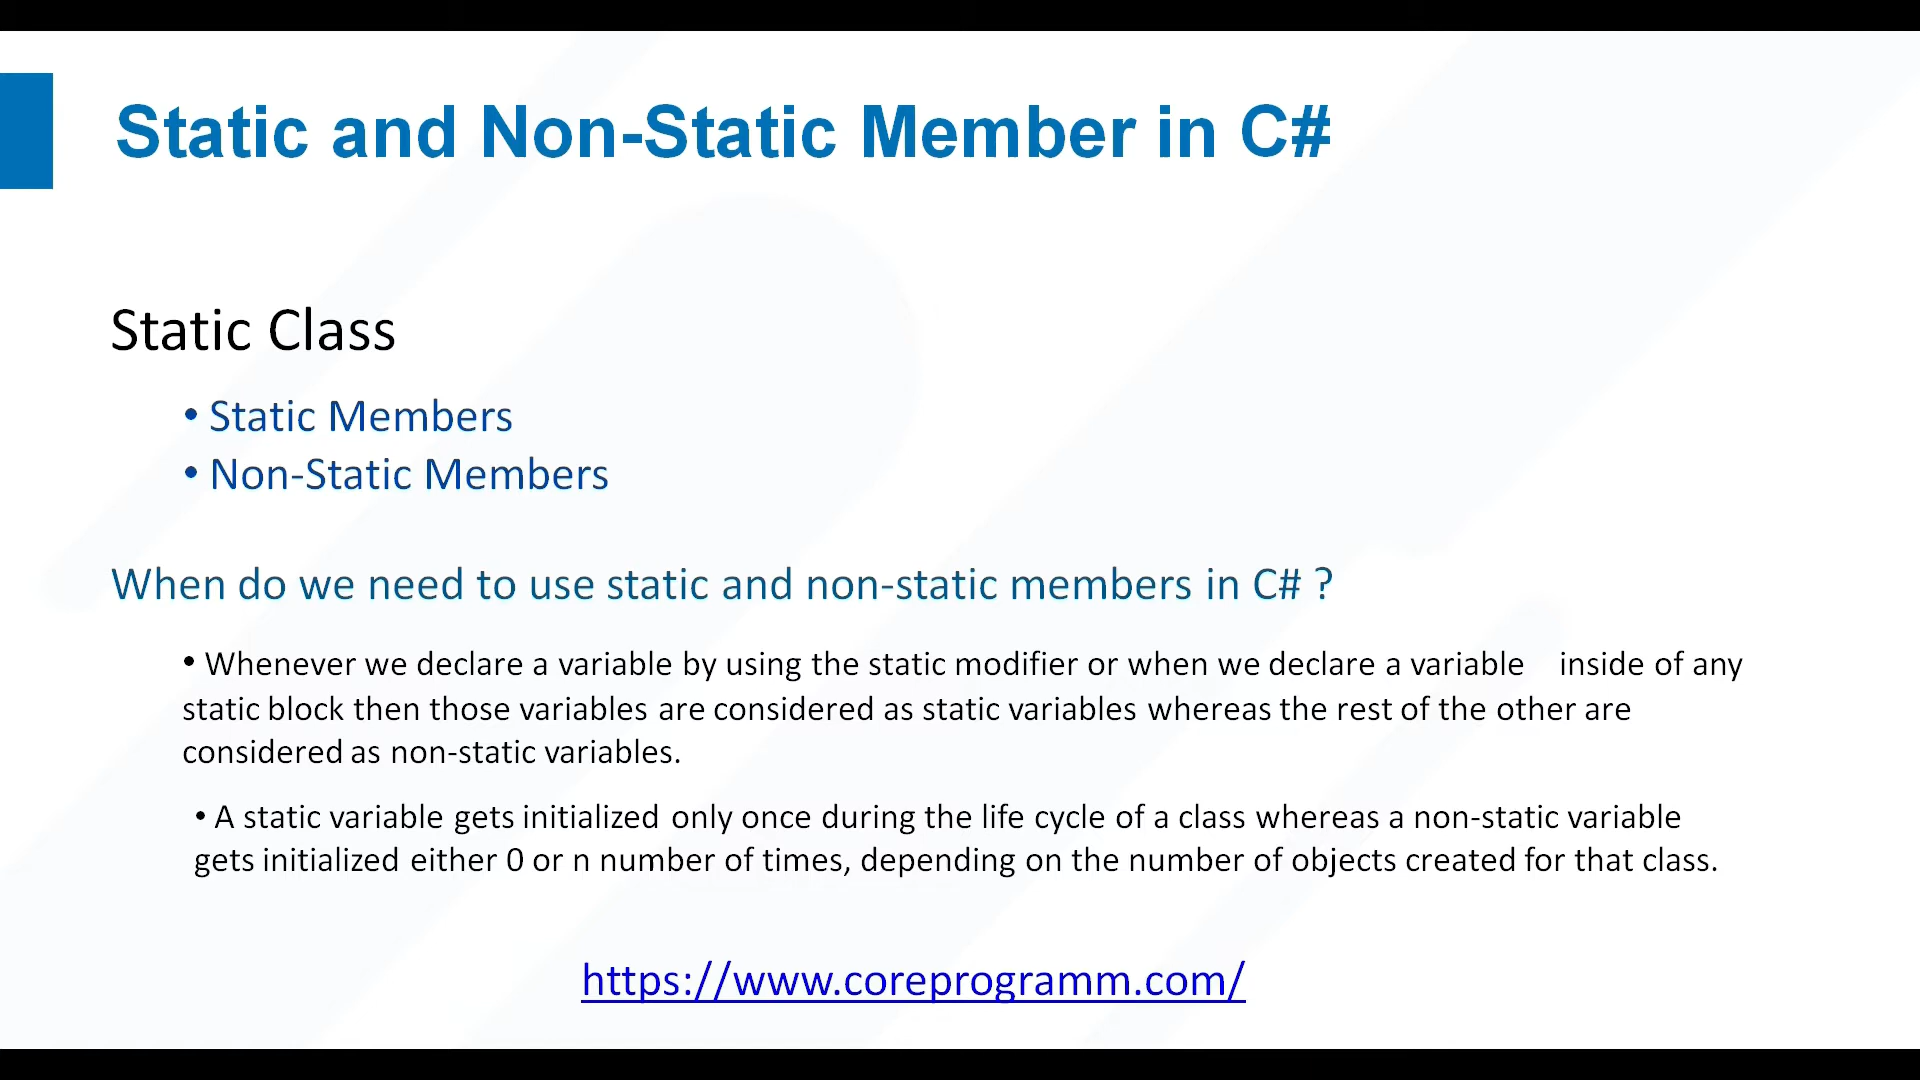 Static and Non-Static Member in C#
Static Class
• Static Members
• Non-Static Members
When do we need to use static and non-static members in C# ?
• Whenever we declare a variable by using the static modifier or when we declare a variable    inside of any
static block then those variables are considered as static variables whereas the rest of the other are
considered as non-static variables.
• A static variable gets initialized only once during the life cycle of a class whereas a non-static variable
gets initialized either 0 or n number of times, depending on the number of objects created for that class.
https://www.coreprogramm.com/